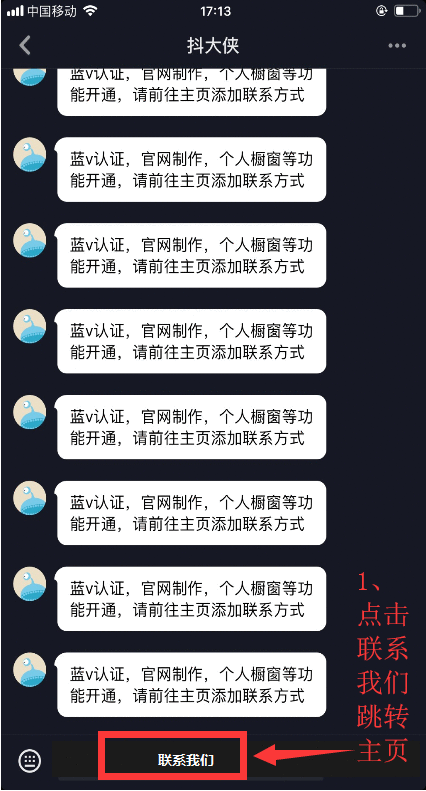 中国移动
17:13
抖大侠
蓝v认证，官网制作，个人橱窗等功
能开通，请前往主页添加联系方式
蓝v认证，官网制作，个人橱窗等功
能开通，请前往主页添加联系方式
蓝v认证，官网制作，个人橱窗等功
能开通，请前往主页添加联系方式
蓝v认证，官网制作，个人橱窗等功
能开通，请前往主页添加联系方式
蓝v认证，官网制作，个人橱窗等功
能开通，请前往主页添加联系方式
蓝v认证，官网制作，个人橱窗等功
能开通，请前往主页添加联系方式
蓝v认证，官网制作，个人橱窗等功
能开通，请前往主页添加联系方式
蓝v认证，官网制作，个人橱窗等功
能开通，请前往主页添加联系方式
1、
点击
联系
我们
跳转
主页
联系我们